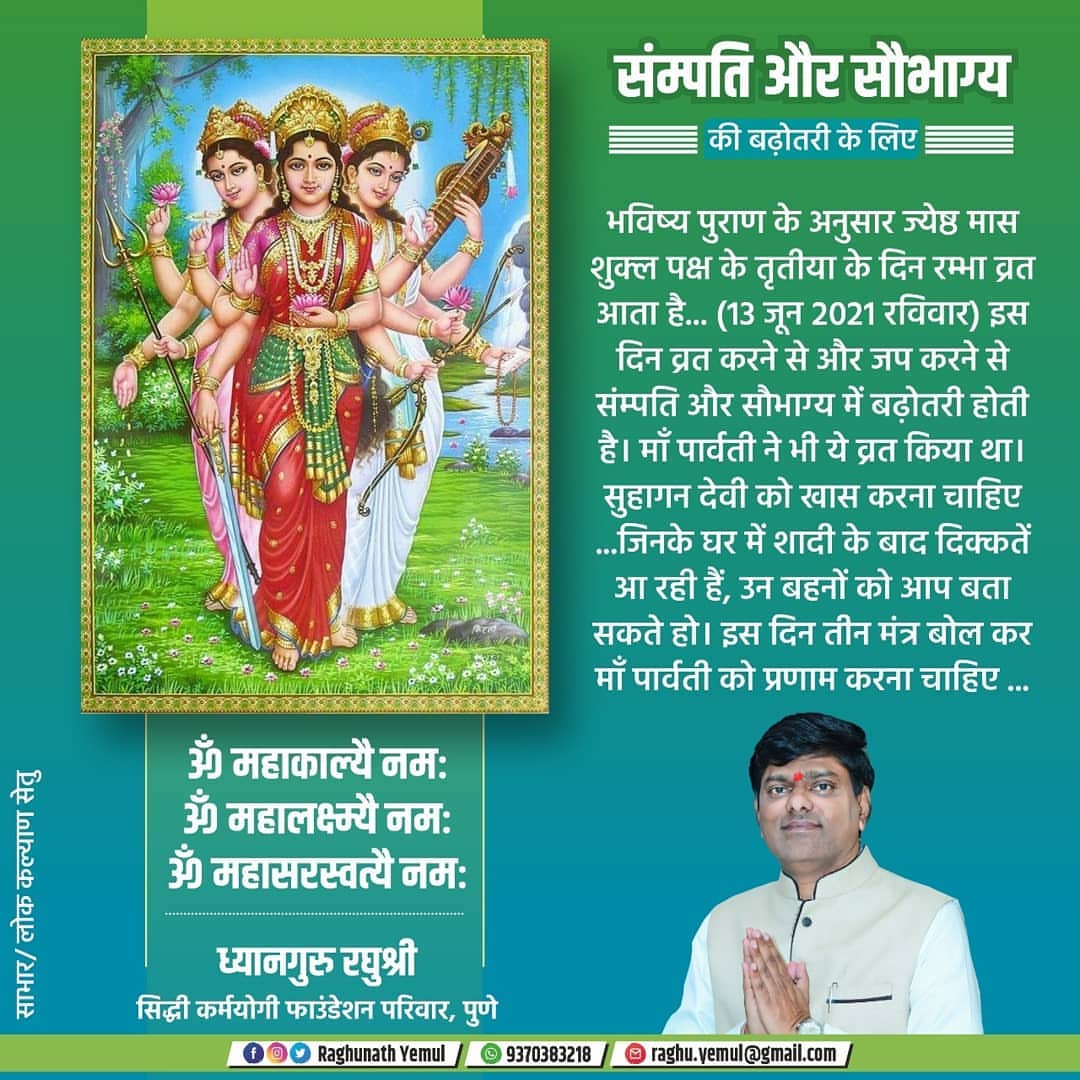 संम्पति और सौभाग्य
की बढ़ोतरी के लिए
भविष्य पुराण के अनुसार ज्येष्ठ मास
शुक्ल पक्ष के तृतीया के दिन रम्भा व्रत
आता है... (13 जून 2021 रविवार) इस
दिन व्रत करने से और जप करने से
संम्पति और सौभाग्य में बढ़ोतरी होती
है। माँ पार्वती ने भी ये व्रत किया था।
सुहागन देवी को खास करना चाहिए
...जिनके घर में शादी के बाद दिक्कतें
आ रही हैं, उन बहनों को आप बता
सकते हो। इस दिन तीन मंत्र बोल कर
माँ पार्वती को प्रणाम करना चाहिए ...
ॐ महाकाल्यै नम:
ॐ महालक्ष्म्यै नम:
ॐ महासरस्वत्यै नम:
ध्यानगुरु रघुश्री
सिद्धी कर्मयोगी फाउंडेशन परिवार, पुणे
साभार/ लोक कल्याण सेतु
Raghunath Yemul
9370383218
raghu.yemul@gmail.com